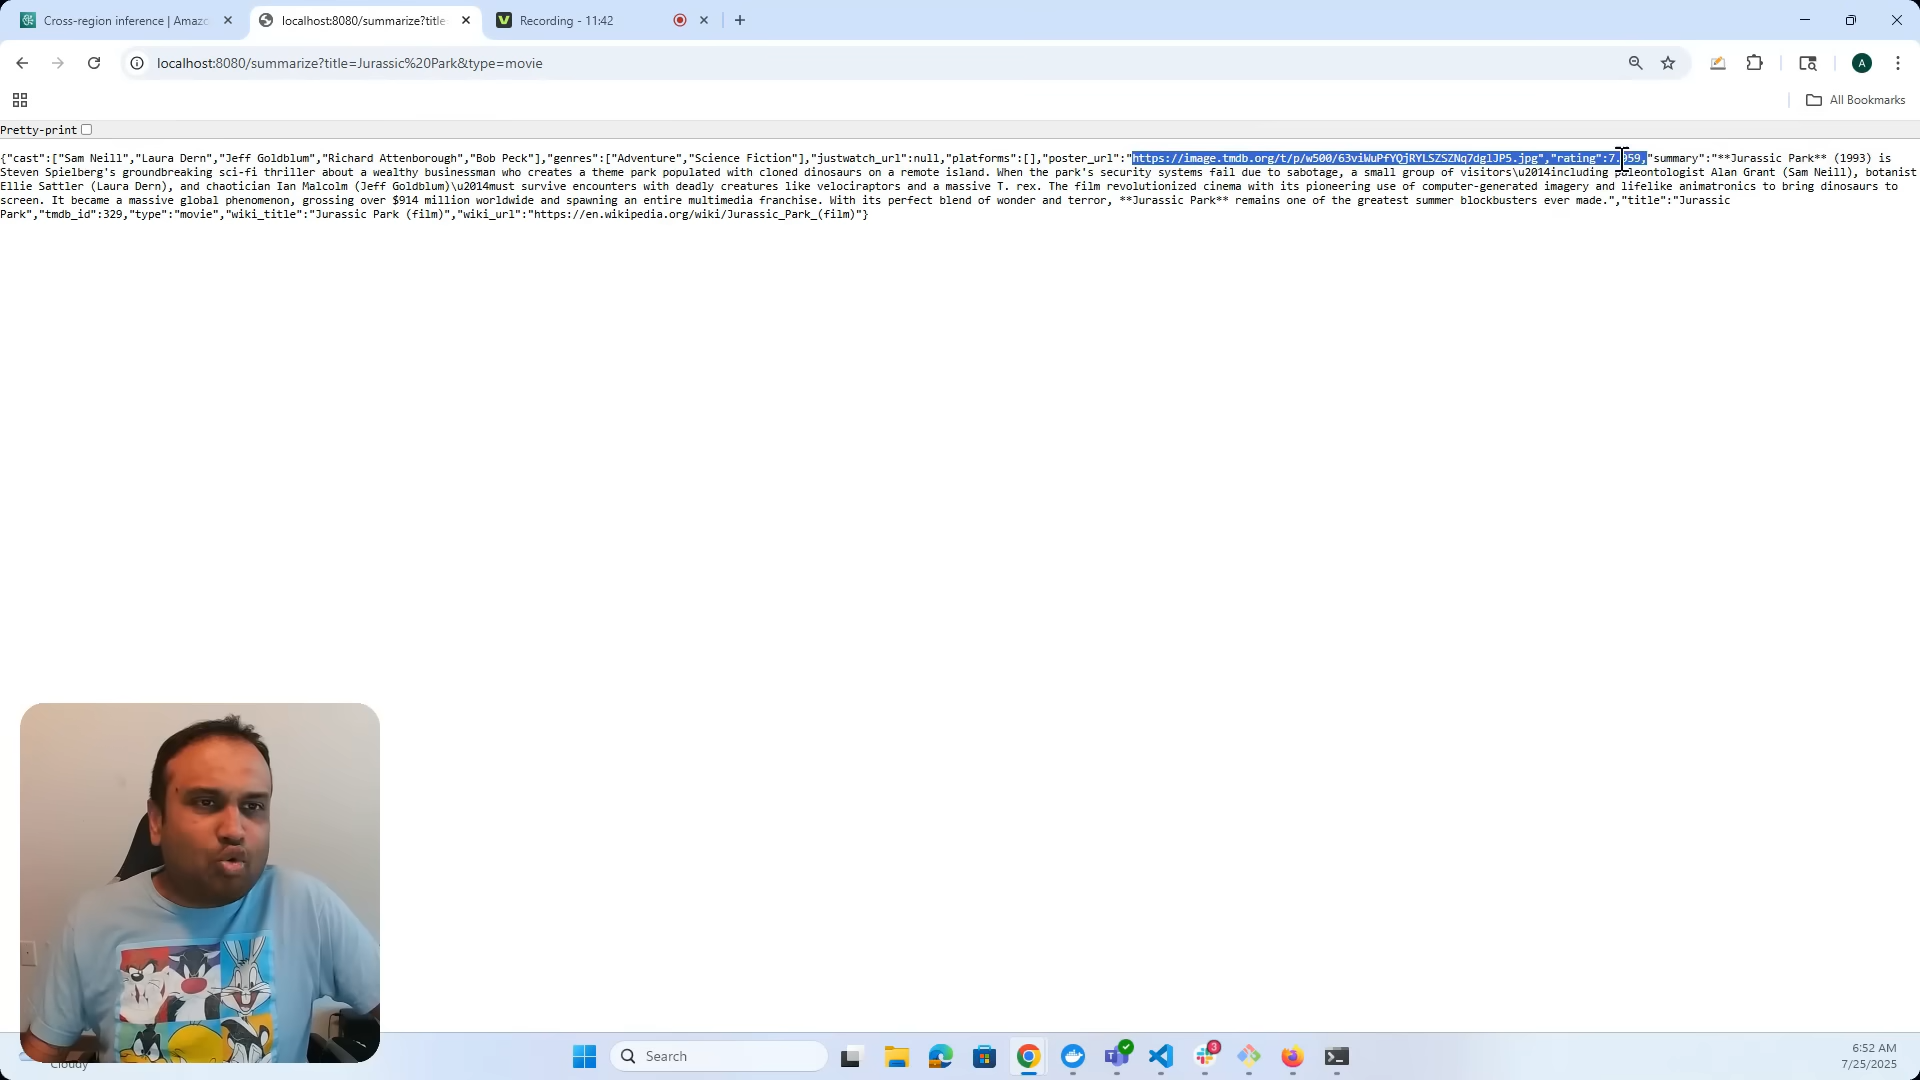 Cross-region inference | Amazo
localhost:8080/summarize?title
Recording - 11:42
localhost:8080/summarize?title=Jurassic%20Park&type=movie
A
All Bookmarks
Pretty-print
{"cast":["Sam Neill","Laura Dern","Jeff Goldblum","Richard Attenborough","Bob Peck"],"genres":["Adventure","Science Fiction"],"justwatch_url":null,"platforms":[],"poster_url":"https://image.tmdb.org/t/p/w500/63viWuPfYQjRYLSZSZNq7dglJP5.jpg","rating":7.959,"summary":"**Jurassic Park** (1993) is
Steven Spielberg's groundbreaking sci-fi thriller about a wealthy businessman who creates a theme park populated with cloned dinosaurs on a remote island. When the park's security systems fail due to sabotage, a small group of visitors\u2014including paleontologist Alan Grant (Sam Neill), botanist
Ellie Sattler (Laura Dern), and chaotician Ian Malcolm (Jeff Goldblum)\u2014must survive encounters with deadly creatures like velociraptors and a massive T. rex. The film revolutionized cinema with its pioneering use of computer-generated imagery and lifelike animatronics to bring dinosaurs to
screen. It became a massive global phenomenon, grossing over $914 million worldwide and spawning an entire multimedia franchise. With its perfect blend of wonder and terror, **Jurassic Park** remains one of the greatest summer blockbusters ever made.","title":"Jurassic
Park","tmdb_id":329,"type":"movie","wiki_title":"Jurassic Park (film)","wiki_url":"https://en.wikipedia.org/wiki/Jurassic_Park_(film)"}
Cloudy
Search
3
6:52 AM
7/25/2025